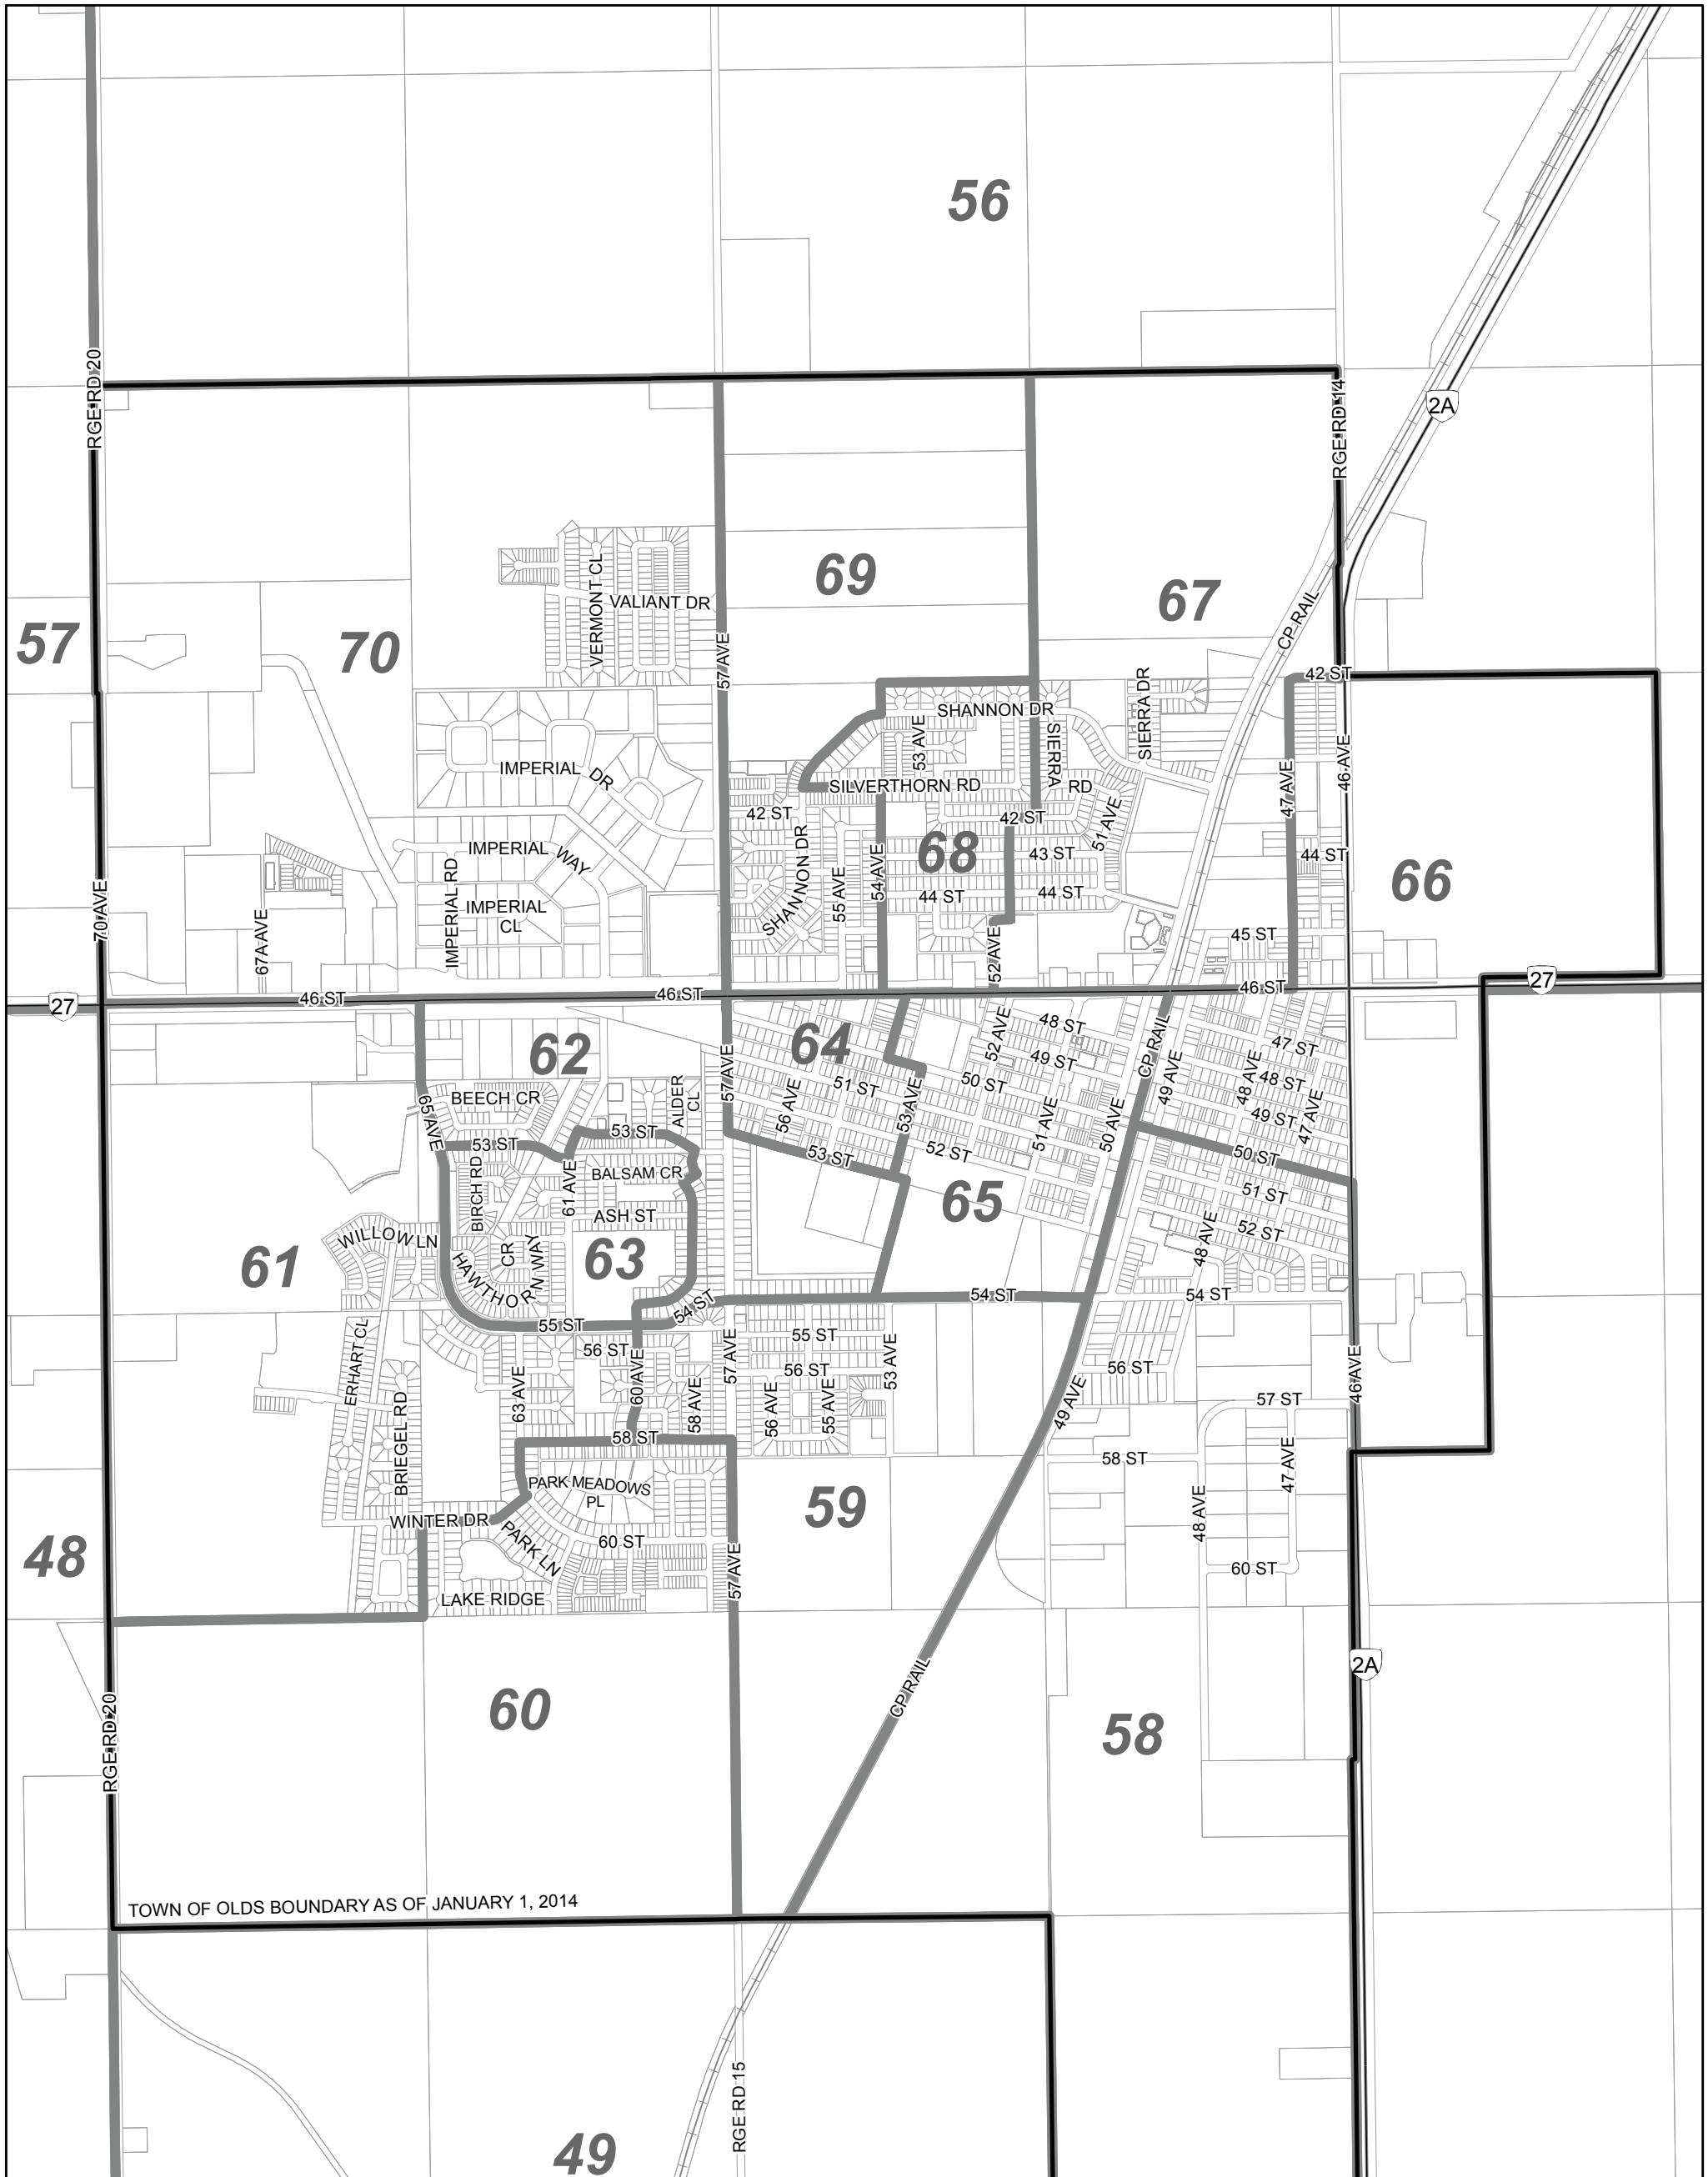 56
RGE RD 20
RGE RD 14
2A
57
70
VERMONT CL
VALIANT DR
69
67
CP RAIL
57 AVE
42 ST
SHANNON DR
53 AVE
SIERRA
RD
SIERRA DR
IMPERIAL DR
SILVERTHORN RD
47 AVE
46 AVE
42 ST
42 ST
51 AVE
IMPERIAL WAY
SHANNON DR
55 AVE
54 AVE
68
43 ST
44 ST
66
IMPERIAL RD
IMPERIAL
CL
44 ST
44 ST
70 AVE
67A AVE
52 AVE
45 ST
27
46 ST
46 ST
46 ST
27
62
64
52 AVE
48 ST
49 ST
CP RAIL
47 ST
57 AVE
56 AVE
51 ST
50 ST
49 AVE
48 AVE
48 ST
49 ST
47 AVE
BEECH CR
ALDER
CL
65 AVE
53 ST
53 ST
53 AVE
51 AVE
50 AVE
BIRCH RD
61 AVE
BALSAM CR
53 ST
52 ST
50 ST
51 ST
52 ST
65
ASH ST
WILLOW LN
61
CR
HAWTHORN WAY
63
48 AVE
54 ST
54 ST
54 ST
55 ST
ERHART CL
56 ST
57 AVE
55 ST
53 AVE
56 ST
56 ST
46 AVE
BRIEGEL RD
63 AVE
60 AVE
58 AVE
56 AVE
55 AVE
49 AVE
57 ST
58 ST
58 ST
47 AVE
48
PARK MEADOWS
PL
59
WINTER DR
PARK LN
60 ST
48 AVE
57 AVE
60 ST
LAKE RIDGE
RGE RD 20
60
CP RAIL
58
2A
TOWN OF OLDS BOUNDARY AS OF JANUARY 1, 2014
RGE RD 15
49